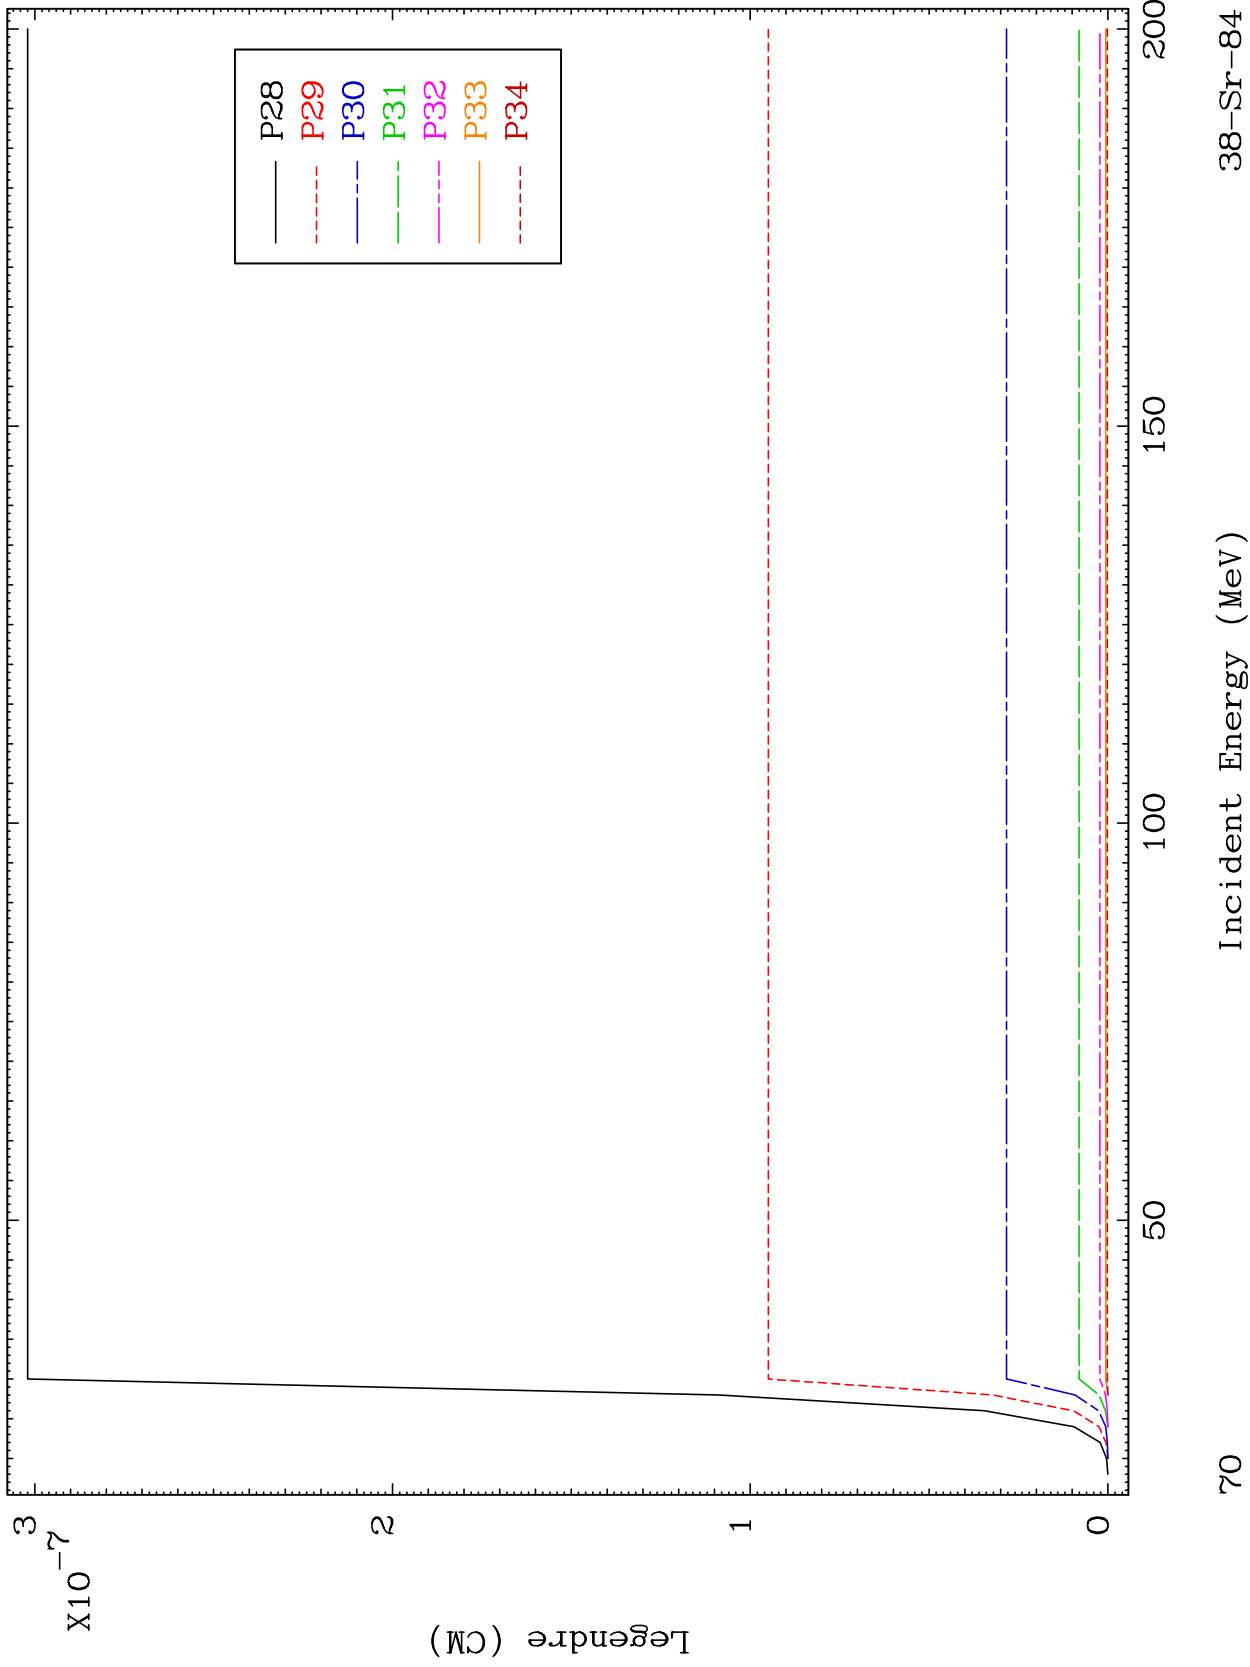 3
2
1
0
X10
-7
Legendre (CM)
P28
P29
P30
P31
P32
P33
P34
50
100
150
200
Incident Energy (MeV)
70
38-Sr-84